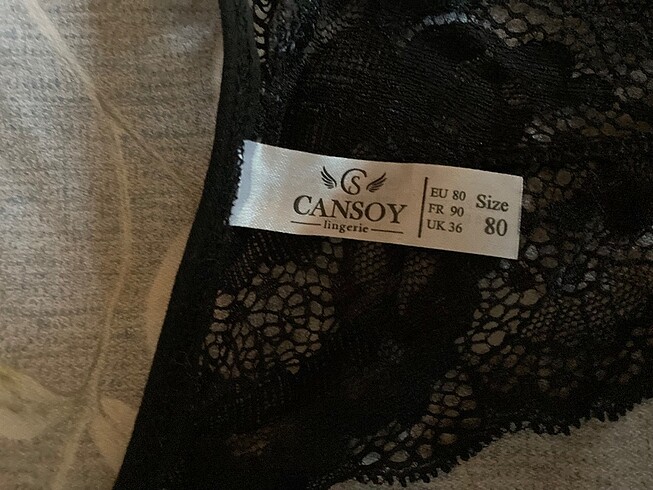 CS
CANSOY
lingerie
EU 80
FR 90
UK 36
Size
80